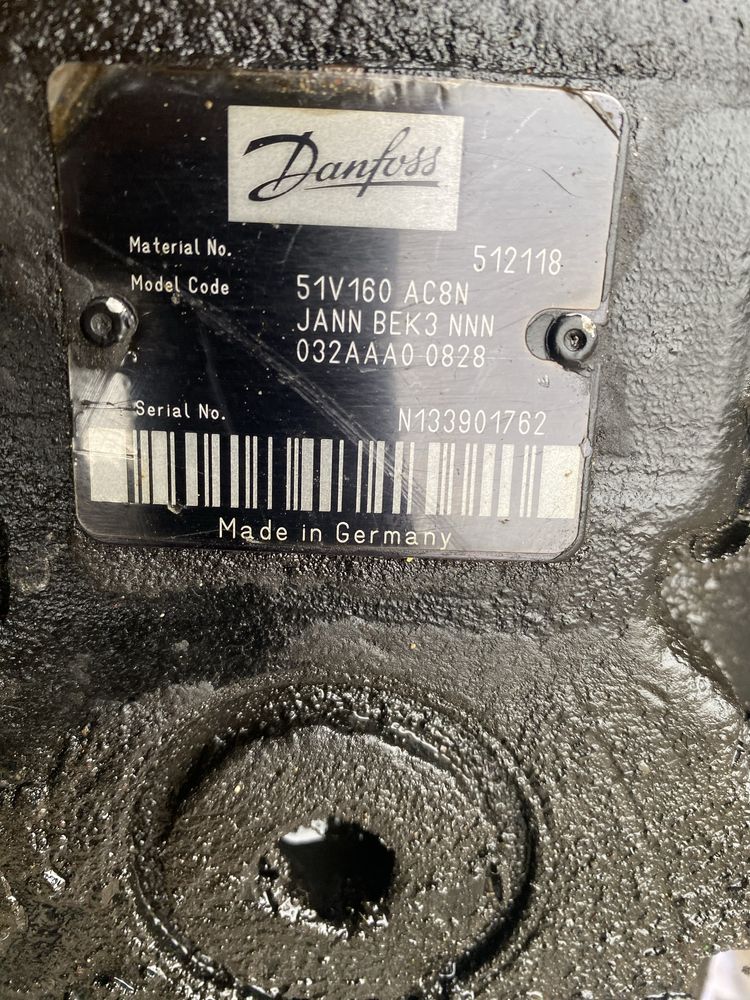 Danfoss
Material No. 512118
Model Code 51V160 AC8N
JANN BEK3 NNN
032AAA0 0828
Serial No. N133901762
Made in Germany